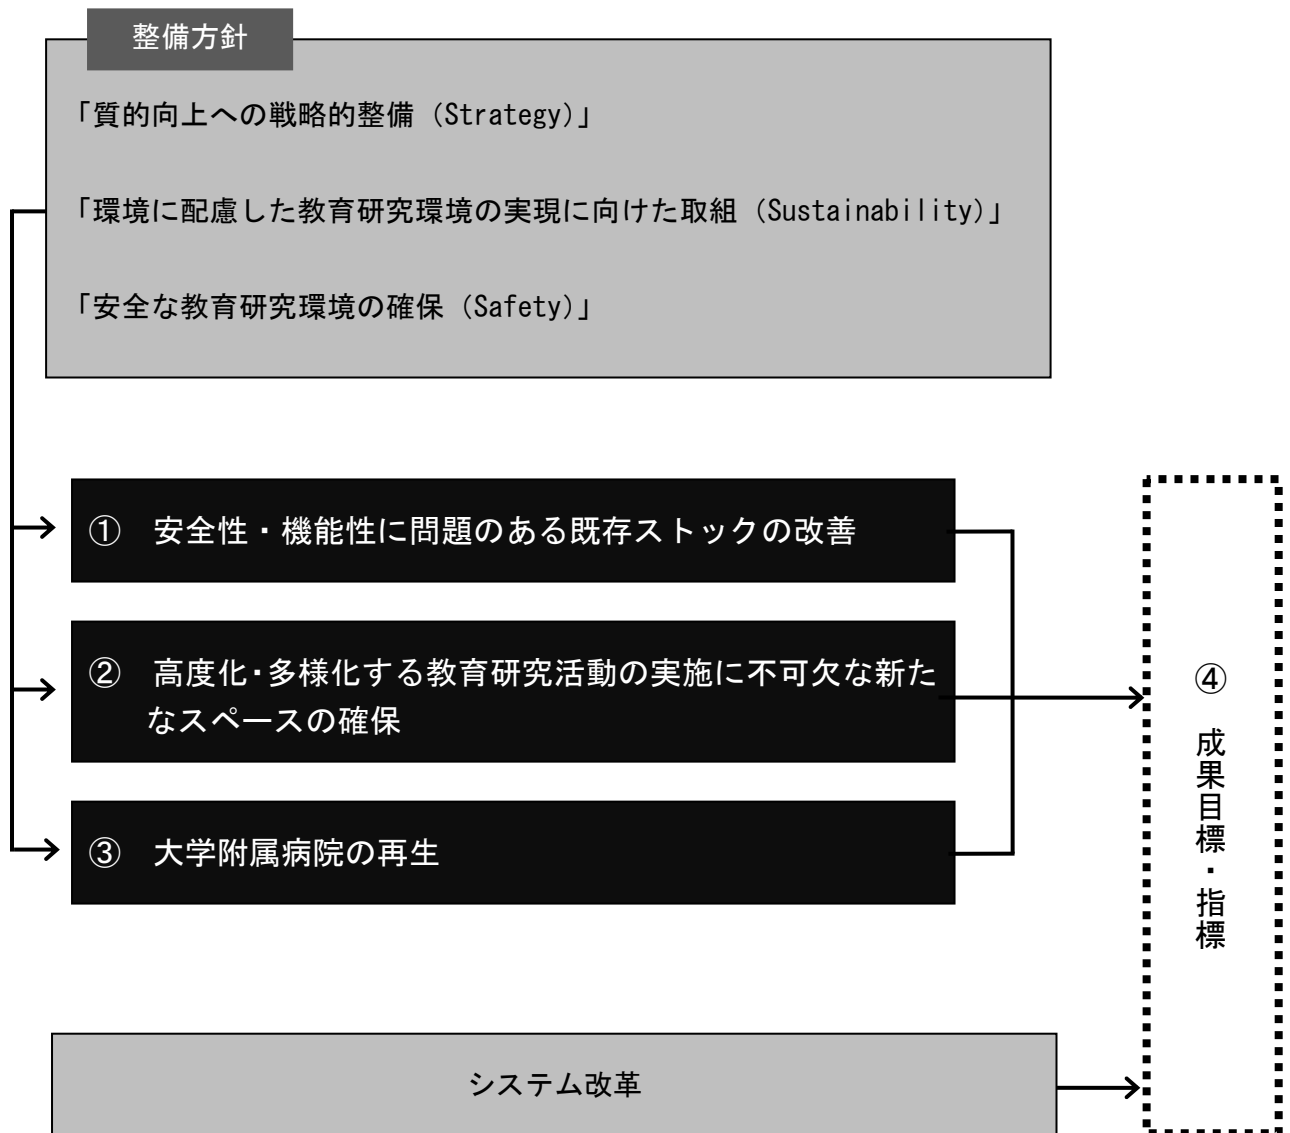 整備方針
「質的向上への戦略的整備（Strategy）」
「環境に配慮した教育研究環境の実現に向けた取組（Sustainability）」
「安全な教育研究環境の確保（Safety）」
①　安全性・機能性に問題のある既存ストックの改善
②　高度化・多様化する教育研究活動の実施に不可欠な新た
なスペースの確保
③　大学附属病院の再生
④　成果目標・指標
システム改革